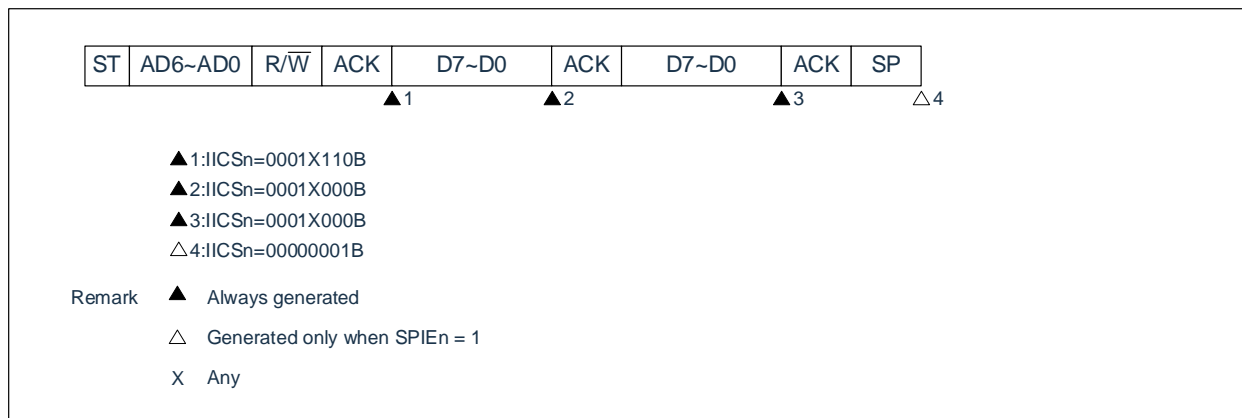 ST AD6~AD0 R/W̅ ACK D7~D0 ACK D7~D0 ACK SP
▲1 ▲2 ▲3 △4
▲1:IICSn=0001X110B
▲2:IICSn=0001X000B
▲3:IICSn=0001X000B
△4:IICSn=00000001B
Remark ▲ Always generated
△ Generated only when SPIEn = 1
X Any